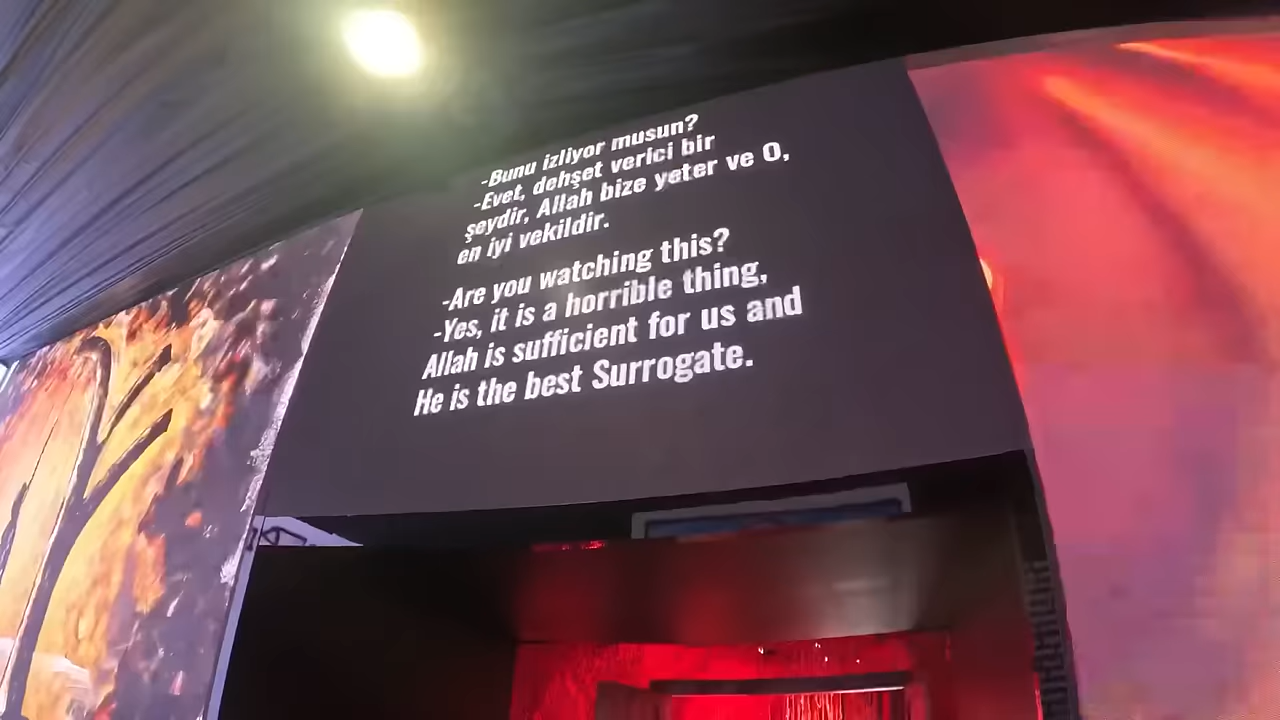 -Bunu izliyor musun?
-Evet, dehşet verici bir
şeydir, Allah bize yeter ve O,
en iyi vekildir.
-Are you watching this?
-Yes, it is a horrible thing,
Allah is sufficient for us and
He is the best Surrogate.